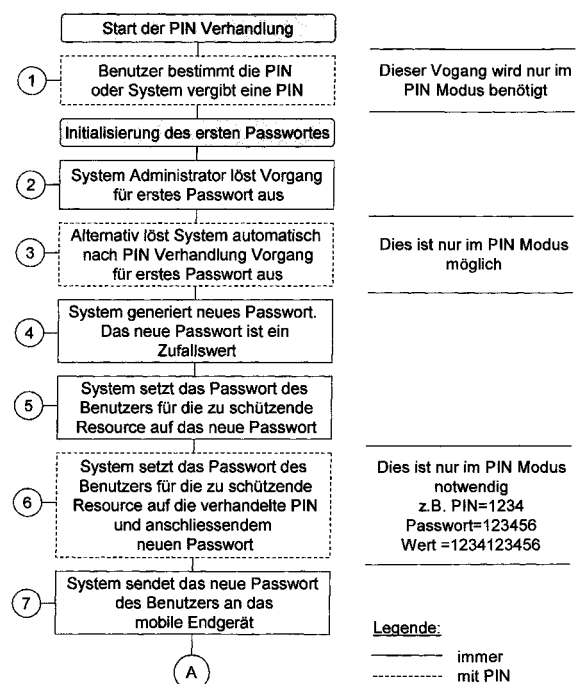 Start der PIN Verhandlung
1
Benutzer bestimmt die PIN
oder System vergibt eine PIN
Dieser Vogang wird nur im
PIN Modus benötigt
Initialisierung des ersten Passwortes
2
System Administrator löst Vorgang
für erstes Passwort aus
3
Alternativ löst System automatisch
nach PIN Verhandlung Vorgang
für erstes Passwort aus
Dies ist nur im PIN Modus
möglich
4
System generiert neues Passwort.
Das neue Passwort ist ein
Zufallswert
5
System setzt das Passwort des
Benutzers für die zu schützende
Resource auf das neue Passwort
6
System setzt das Passwort des
Benutzers für die zu schützende
Resource auf die verhandelte PIN
und anschliessendem
neuen Passwort
Dies ist nur im PIN Modus
notwendig
z.B. PIN=1234
Passwort=123456
Wert =1234123456
7
System sendet das neue Passwort
des Benutzers an das
mobile Endgerät
A
Legende:
immer
mit PIN